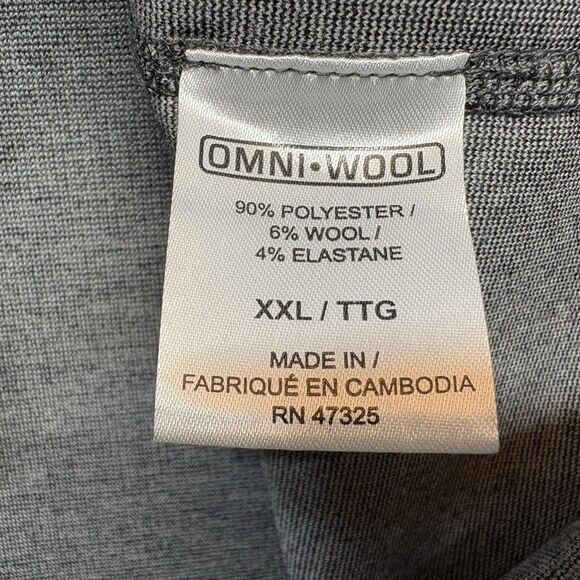 OMNI•WOOL
90% POLYESTER /
6% WOOL /
4% ELASTANE
XXL / TTG
MADE IN /
FABRIQUÉ EN CAMBODIA
RN 47325